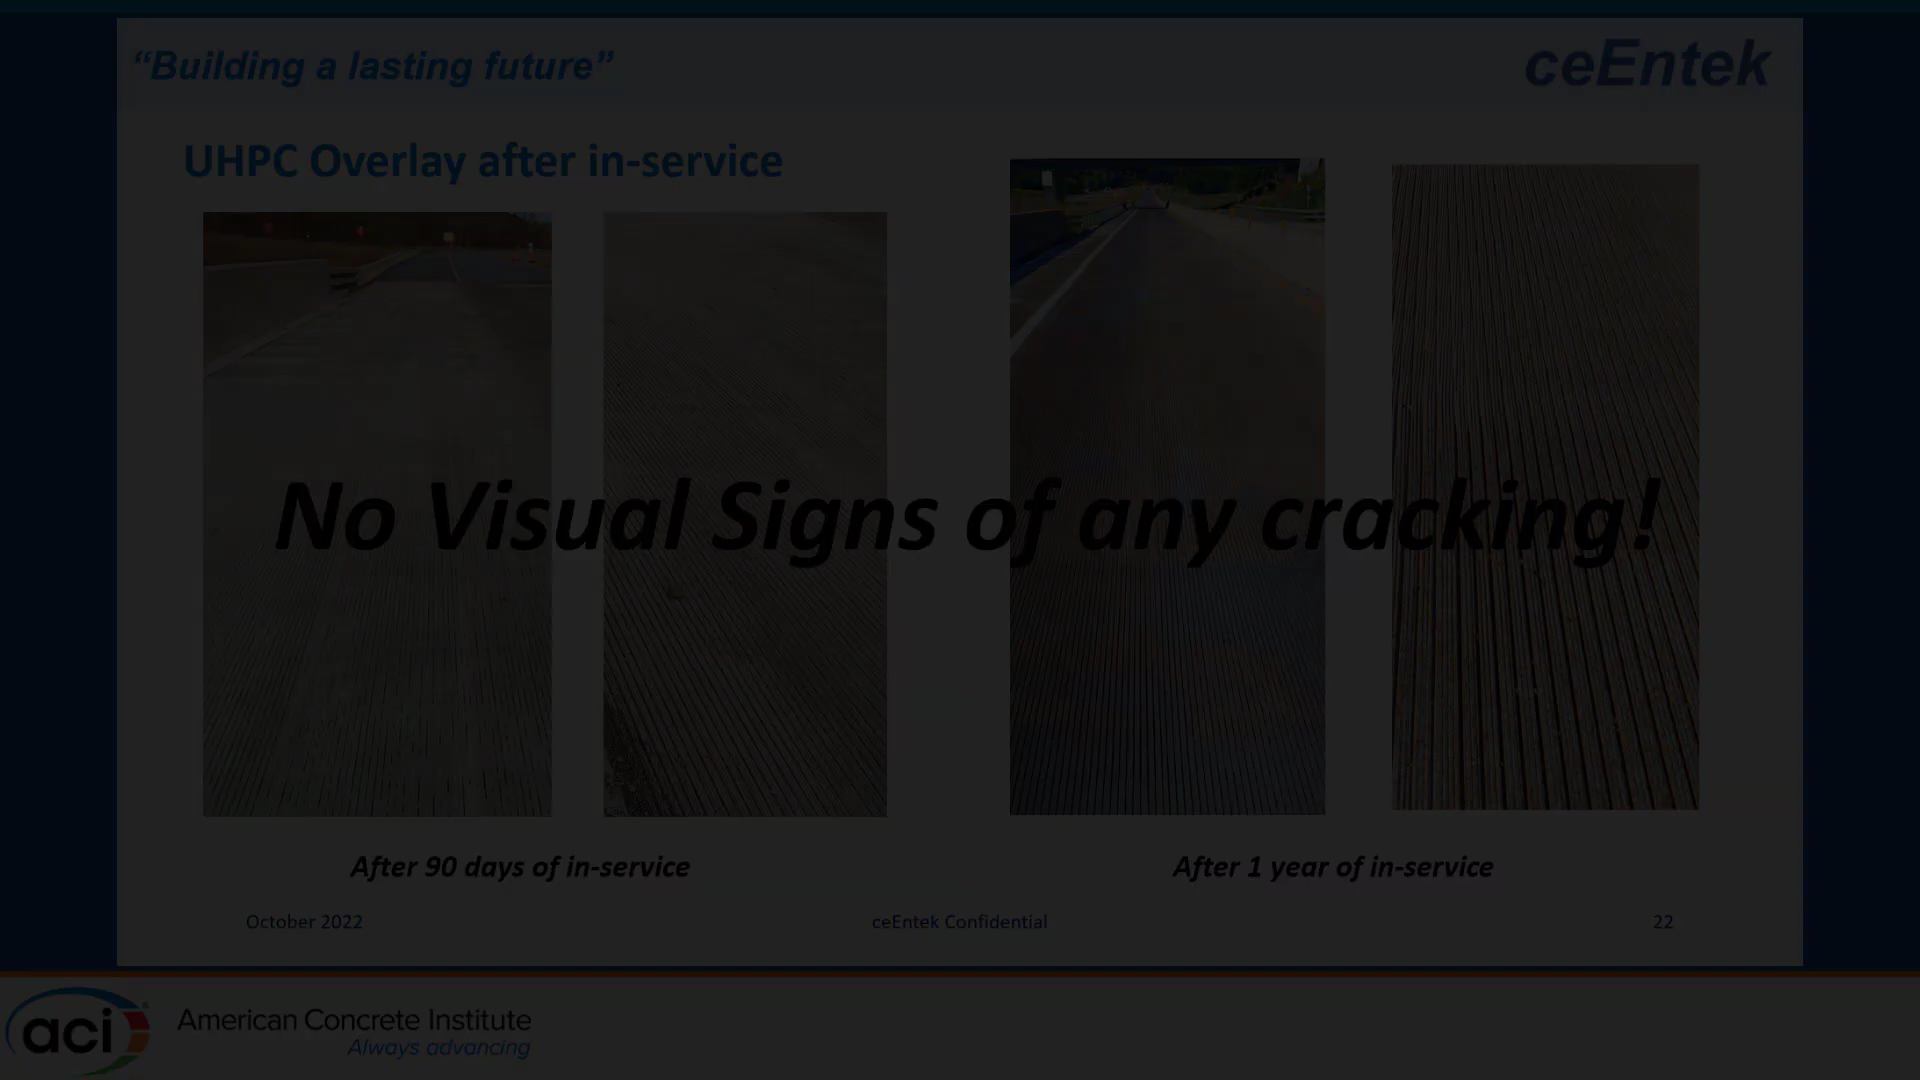 “Building a lasting future”
ceEntek
UHPC Overlay after in-service
No Visual Signs of any cracking!
After 90 days of in-service
After 1 year of in-service
October 2022
ceEntek Confidential
22
aci
American Concrete Institute
Always advancing